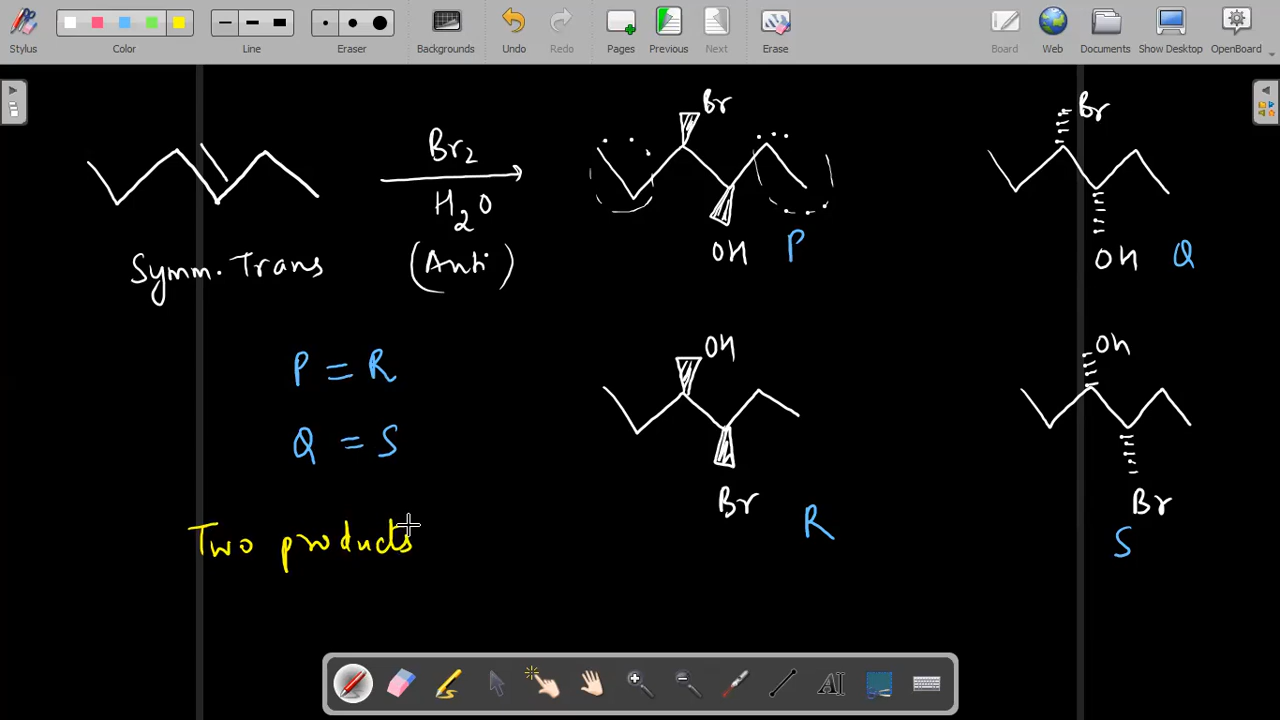 Stylus Color Line Eraser Backgrounds Undo Redo Pages Previous Next Erase Board Web Documents Show Desktop OpenBoard
Br
Br
Br2
H2O
(Anti)
OH
P
OH
Q
Symm. Trans
OH
OH
P = R
Q = S
Br
R
Br
S
Two products